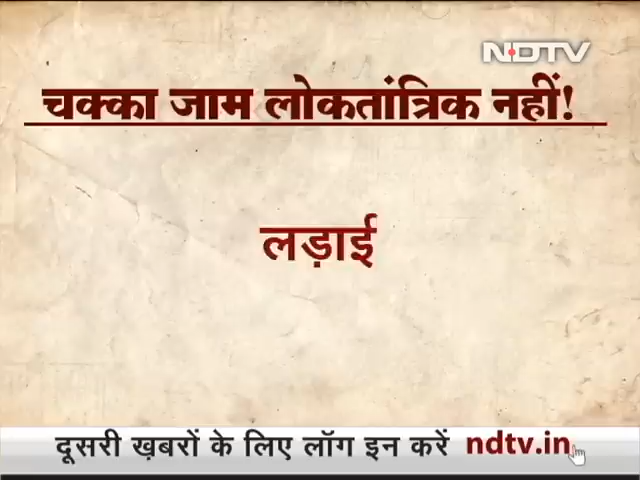 NDTV
चक्का जाम लोकतांत्रिक नहीं!
लड़ाई
दूसरी ख़बरों के लिए लॉग इन करें ndtv.in